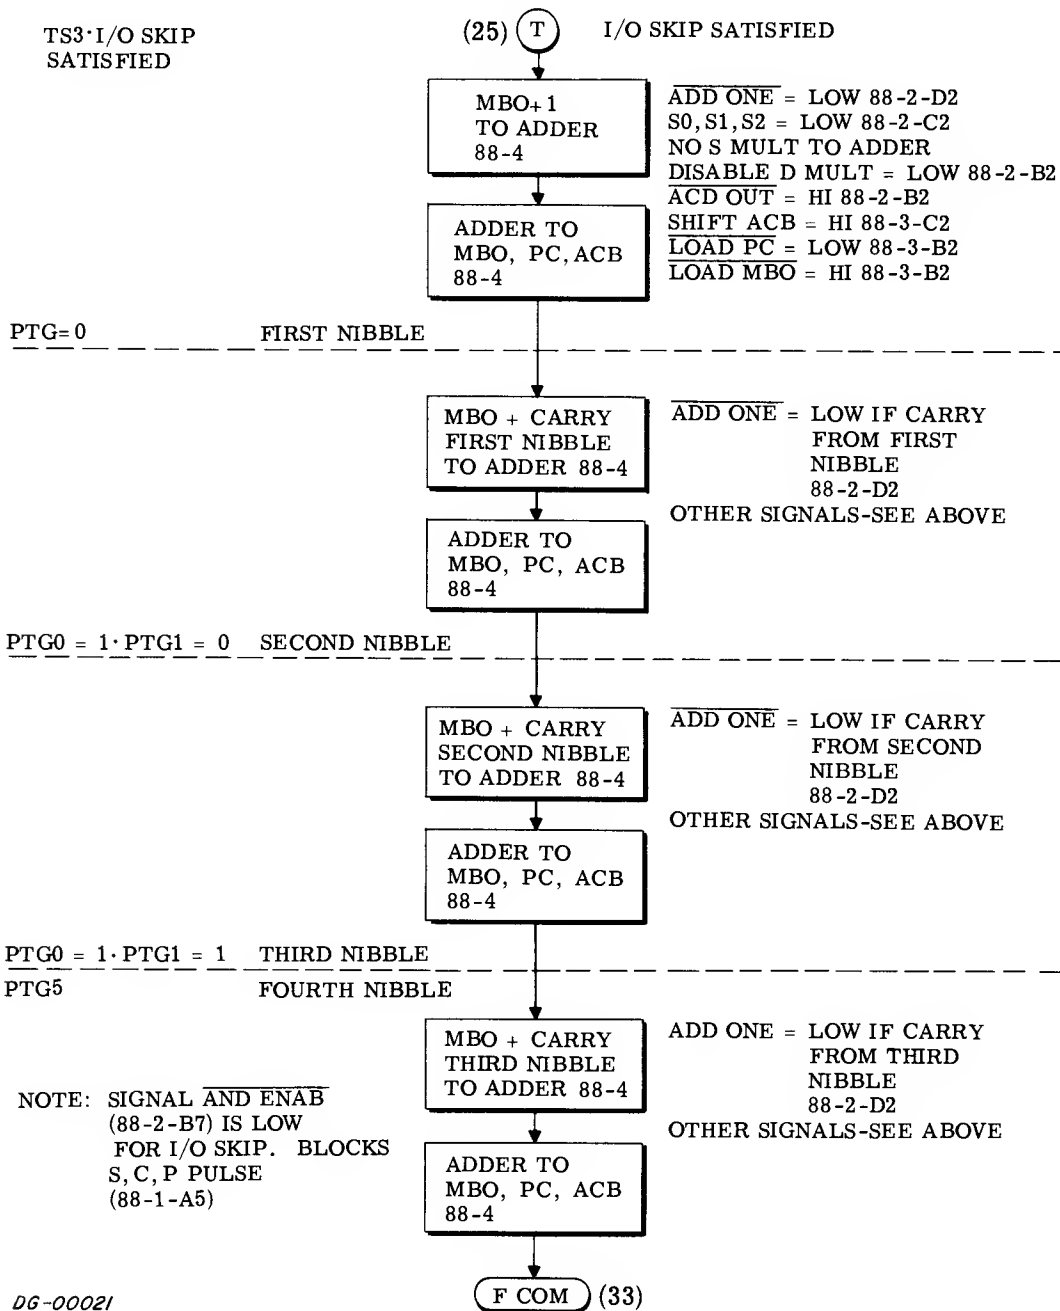 TS3·I/O SKIP
SATISFIED
(25) T I/O SKIP SATISFIED
MBO+1
TO ADDER
88-4
ADD ONE = LOW 88-2-D2
S0, S1, S2 = LOW 88-2-C2
NO S MULT TO ADDER
DISABLE D MULT = LOW 88-2-B2
ACD OUT = HI 88-2-B2
SHIFT ACB = HI 88-3-C2
LOAD PC = LOW 88-3-B2
LOAD MBO = HI 88-3-B2
ADDER TO
MBO, PC, ACB
88-4
PTG=0 FIRST NIBBLE
MBO + CARRY
FIRST NIBBLE
TO ADDER 88-4
ADD ONE = LOW IF CARRY
FROM FIRST
NIBBLE
88-2-D2
OTHER SIGNALS-SEE ABOVE
ADDER TO
MBO, PC, ACB
88-4
PTG0 = 1·PTG1 = 0 SECOND NIBBLE
MBO + CARRY
SECOND NIBBLE
TO ADDER 88-4
ADD ONE = LOW IF CARRY
FROM SECOND
NIBBLE
88-2-D2
OTHER SIGNALS-SEE ABOVE
ADDER TO
MBO, PC, ACB
88-4
PTG0 = 1·PTG1 = 1 THIRD NIBBLE
PTG5 FOURTH NIBBLE
MBO + CARRY
THIRD NIBBLE
TO ADDER 88-4
ADD ONE = LOW IF CARRY
FROM THIRD
NIBBLE
88-2-D2
OTHER SIGNALS-SEE ABOVE
NOTE: SIGNAL AND ENAB
(88-2-B7) IS LOW
FOR I/O SKIP. BLOCKS
S, C, P PULSE
(88-1-A5)
ADDER TO
MBO, PC, ACB
88-4
F COM (33)
DG-00021